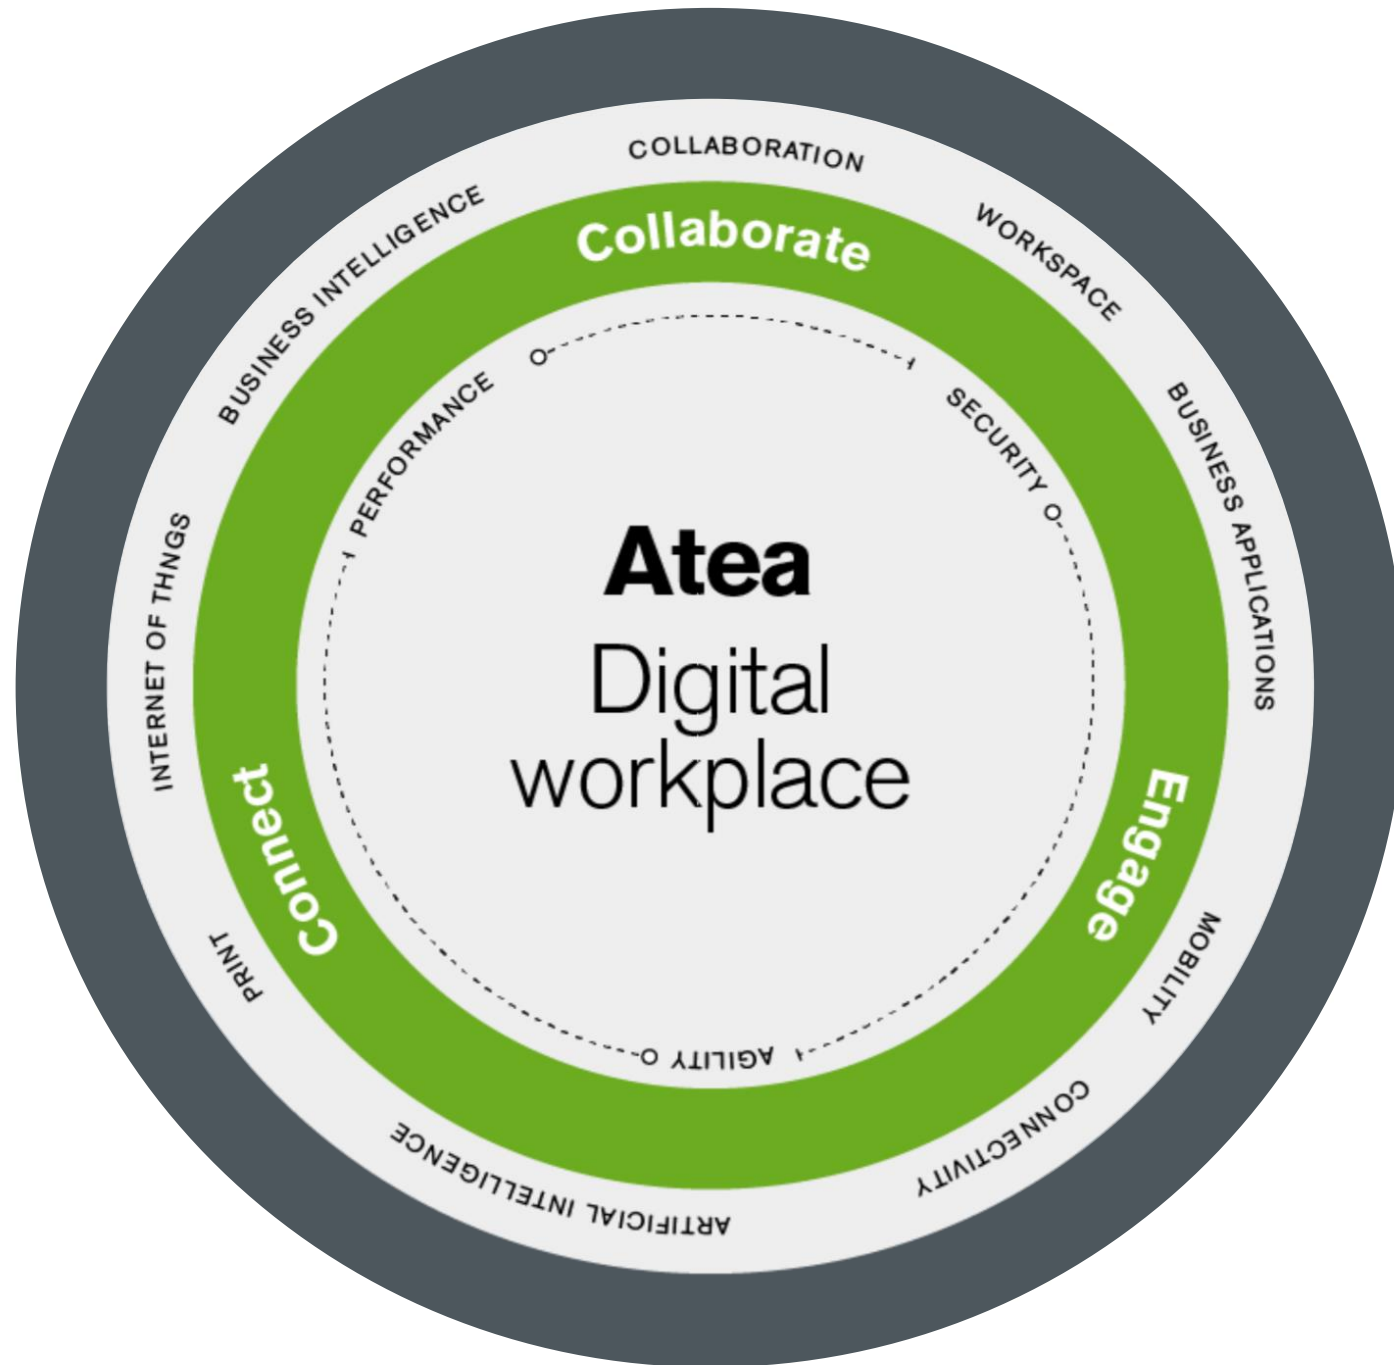 COLLABORATION
WORKSPACE
BUSINESS APPLICATIONS
MOBILITY
CONNECTIVITY
ARTIFICIAL INTELLIGENCE
PRINT
INTERNET OF THNGS
BUSINESS INTELLIGENCE
Collaborate
Engage
Connect
PERFORMANCE
SECURITY
AGILITY
Atea
Digital
workplace